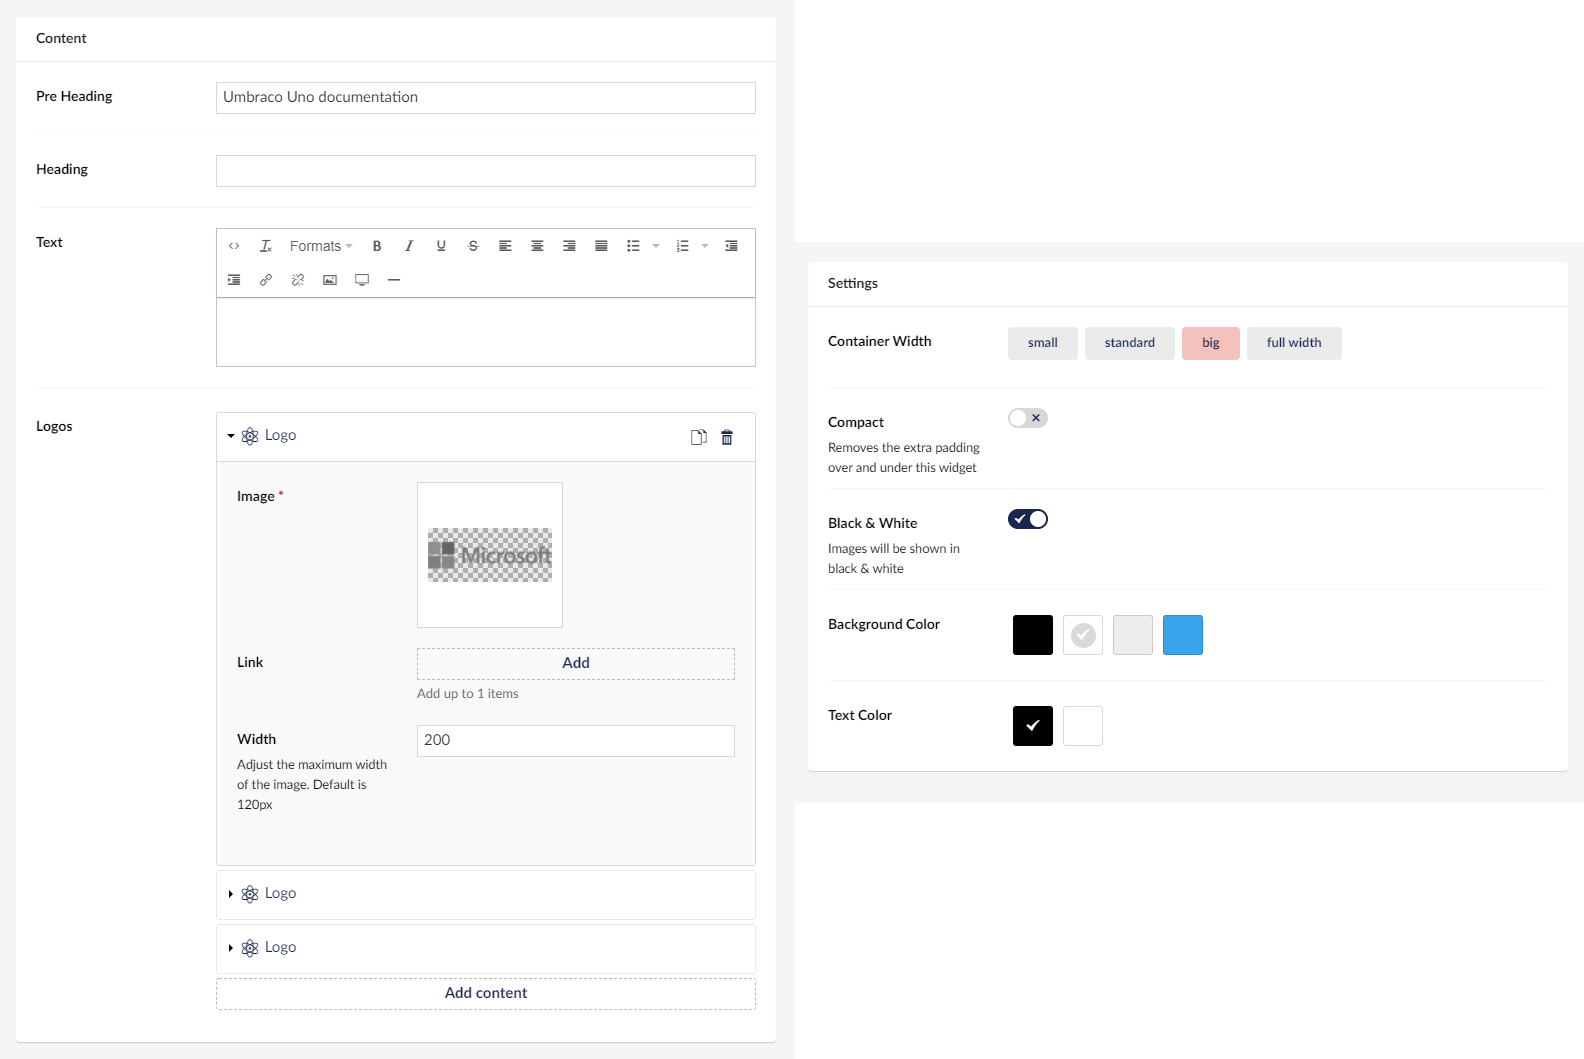 Content
Pre Heading
Umbraco Uno documentation
Heading
Text
Formats
Logos
Logo
Image *
Microsoft
Link
Add
Add up to 1 items
Width
200
Adjust the maximum width
of the image. Default is
120px
Logo
Logo
Add content
Settings
Container Width
small
standard
big
full width
Compact
Removes the extra padding
over and under this widget
Black & White
Images will be shown in
black & white
Background Color
Text Color